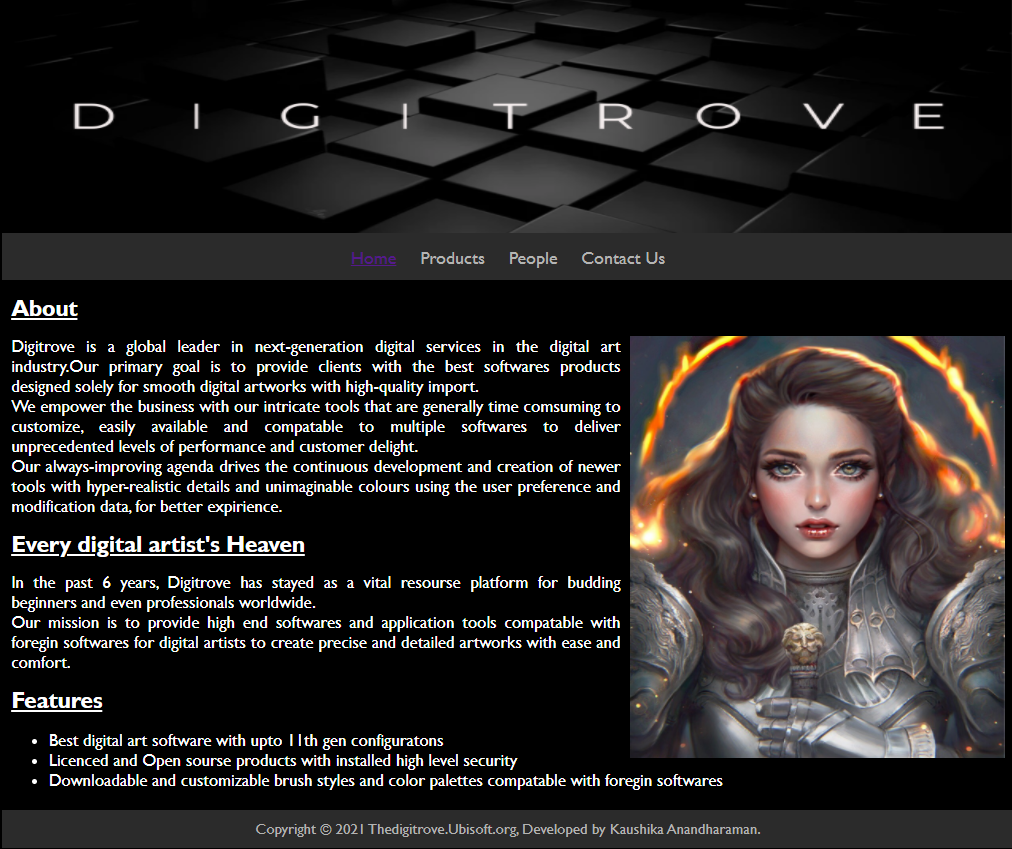 D I G I T R O V E
Home Products People Contact Us
About
Digitrove is a global leader in next-generation digital services in the digital art
industry.Our primary goal is to provide clients with the best softwares products
designed solely for smooth digital artworks with high-quality import.
We empower the business with our intricate tools that are generally time comsuming to
customize, easily available and compatable to multiple softwares to deliver
unprecedented levels of performance and customer delight.
Our always-improving agenda drives the continuous development and creation of newer
tools with hyper-realistic details and unimaginable colours using the user preference and
modification data, for better expirience.
Every digital artist's Heaven
In the past 6 years, Digitrove has stayed as a vital resourse platform for budding
beginners and even professionals worldwide.
Our mission is to provide high end softwares and application tools compatable with
foregin softwares for digital artists to create precise and detailed artworks with ease and
comfort.
Features
• Best digital art software with upto 11th gen configuratons
• Licenced and Open sourse products with installed high level security
• Downloadable and customizable brush styles and color palettes compatable with foregin softwares
Copyright © 2021 Thedigitrove.Ubisoft.org, Developed by Kaushika Anandharaman.